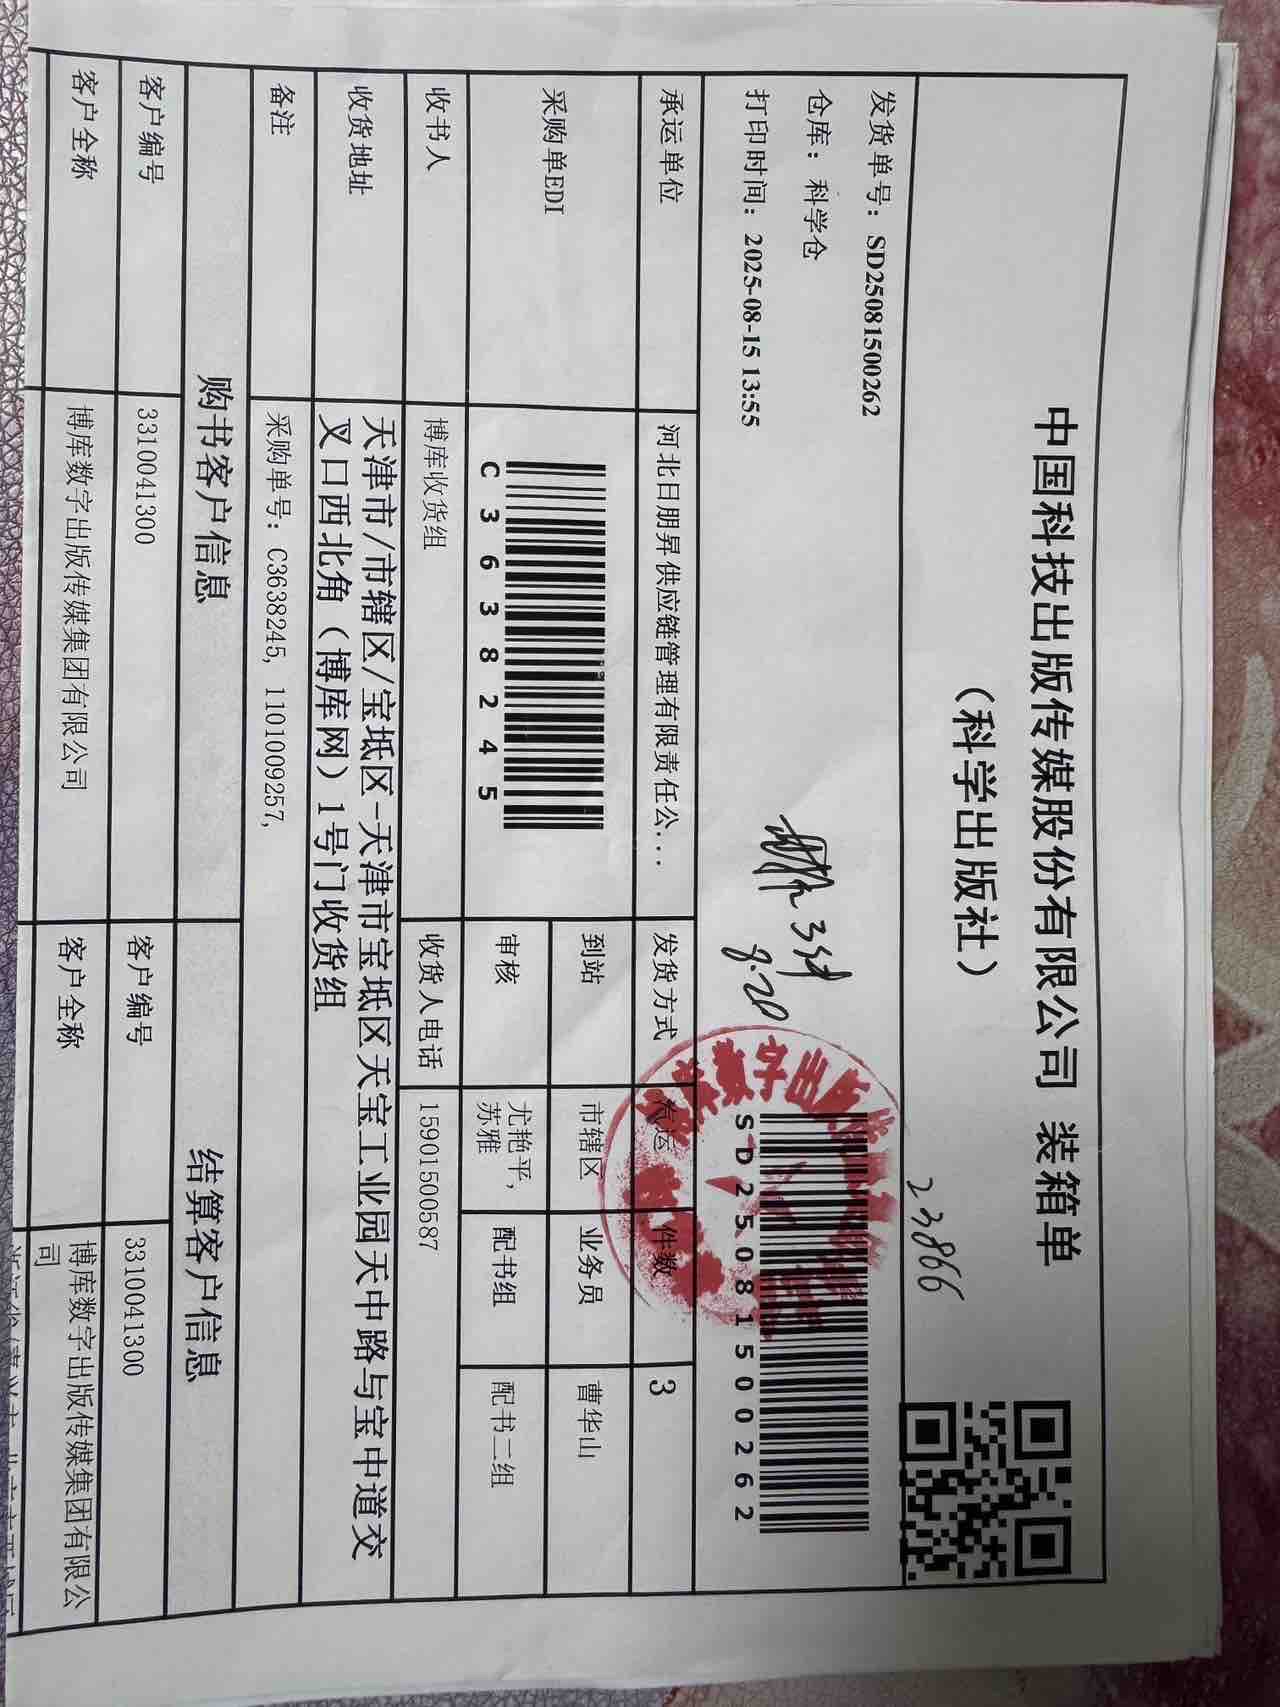 中国科技出版传媒股份有限公司 装箱单
（科学出版社）
23866
发货单号：SD25081500262
仓库：科学仓
打印时间：2025-08-15 13:55
SD25081500262
8.20
承运单位 河北日朋昇供应链管理有限责任公... 发货方式 汽运 件数 3
采购单EDI C3638245 到站 市辖区 业务员 曹华山
审核 尤艳平，苏雅 配书组 配书二组
收书人 博库收货组 收货人电话 15901500587
收货地址 天津市/市辖区/宝坻区-天津市宝坻区天宝工业园天中路与宝中道交
叉口西北角（博库网）1号门收货组
备注 采购单号：C3638245，1101009257，
购书客户信息 结算客户信息
客户编号 3310041300 客户编号 3310041300
客户全称 博库数字出版传媒集团有限公司 客户全称 博库数字出版传媒集团有限公
司